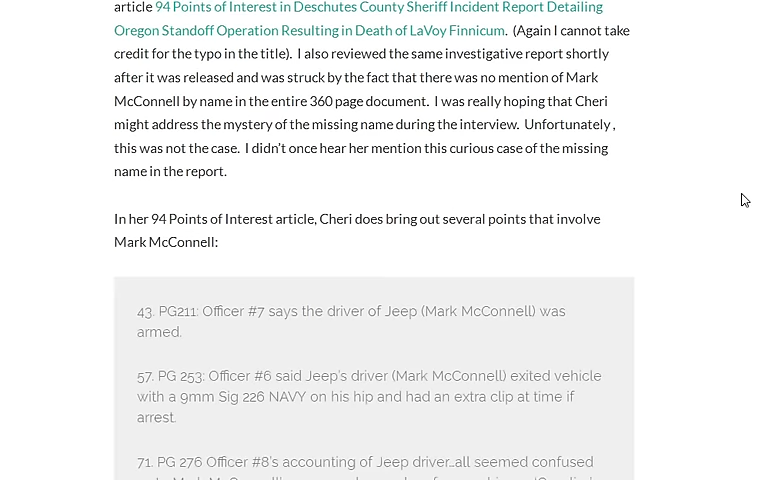 article 94 Points of Interest in Deschutes County Sheriff Incident Report Detailing
Oregon Standoff Operation Resulting in Death of LaVoy Finnicum. (Again I cannot take
credit for the typo in the title). I also reviewed the same investigative report shortly
after it was released and was struck by the fact that there was no mention of Mark
McConnell by name in the entire 360 page document. I was really hoping that Cheri
might address the mystery of the missing name during the interview. Unfortunately ,
this was not the case. I didn't once hear her mention this curious case of the missing
name in the report.
In her 94 Points of Interest article, Cheri does bring out several points that involve
Mark McConnell:
43. PG211: Officer #7 says the driver of Jeep (Mark McConnell) was
armed.
57. PG 253: Officer #6 said Jeep's driver (Mark McConnell) exited vehicle
with a 9mm Sig 226 NAVY on his hip and had an extra clip at time if
arrest.
71. PG 276 Officer #8's accounting of Jeep driver...all seemed confused